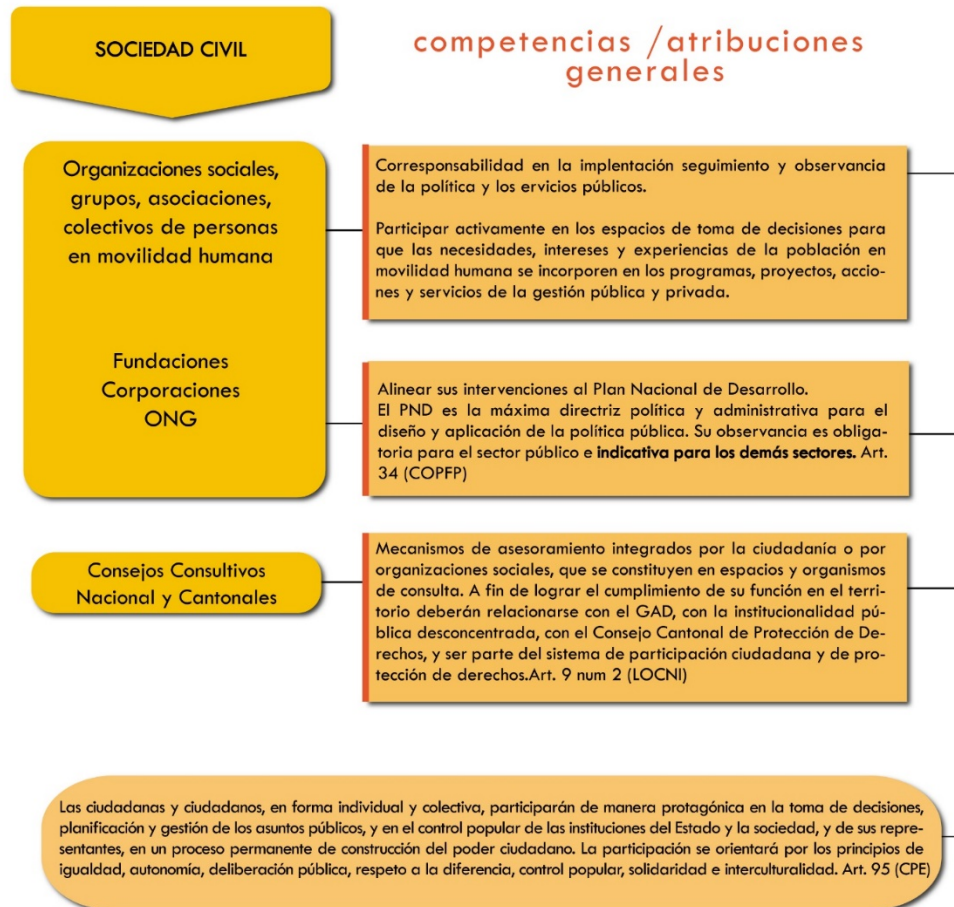 SOCIEDAD CIVIL
competencias /atribuciones
generales
Organizaciones sociales,
grupos, asociaciones,
colectivos de personas
en movilidad humana
Fundaciones
Corporaciones
ONG
Corresponsabilidad en la implentación seguimiento y observancia
de la política y los ervicios públicos.
Participar activamente en los espacios de toma de decisiones para
que las necesidades, intereses y experiencias de la población en
movilidad humana se incorporen en los programas, proyectos, accio-
nes y servicios de la gestión pública y privada.
Alinear sus intervenciones al Plan Nacional de Desarrollo.
El PND es la máxima directriz política y administrativa para el
diseño y aplicación de la política pública. Su observancia es obliga-
toria para el sector público e indicativa para los demás sectores. Art.
34 (COPFP)
Consejos Consultivos
Nacional y Cantonales
Mecanismos de asesoramiento integrados por la ciudadanía o por
organizaciones sociales, que se constituyen en espacios y organismos
de consulta. A fin de lograr el cumplimiento de su función en el terri-
torio deberán relacionarse con el GAD, con la institucionalidad pú-
blica desconcentrada, con el Consejo Cantonal de Protección de De-
rechos, y ser parte del sistema de participación ciudadana y de pro-
tección de derechos.Art. 9 num 2 (LOCNI)
Las ciudadanas y ciudadanos, en forma individual y colectiva, participarán de manera protagónica en la toma de decisiones,
planificación y gestión de los asuntos públicos, y en el control popular de las instituciones del Estado y la sociedad, y de sus repre-
sentantes, en un proceso permanente de construcción del poder ciudadano. La participación se orientará por los principios de
igualdad, autonomía, deliberación pública, respeto a la diferencia, control popular, solidaridad e interculturalidad. Art. 95 (CPE)